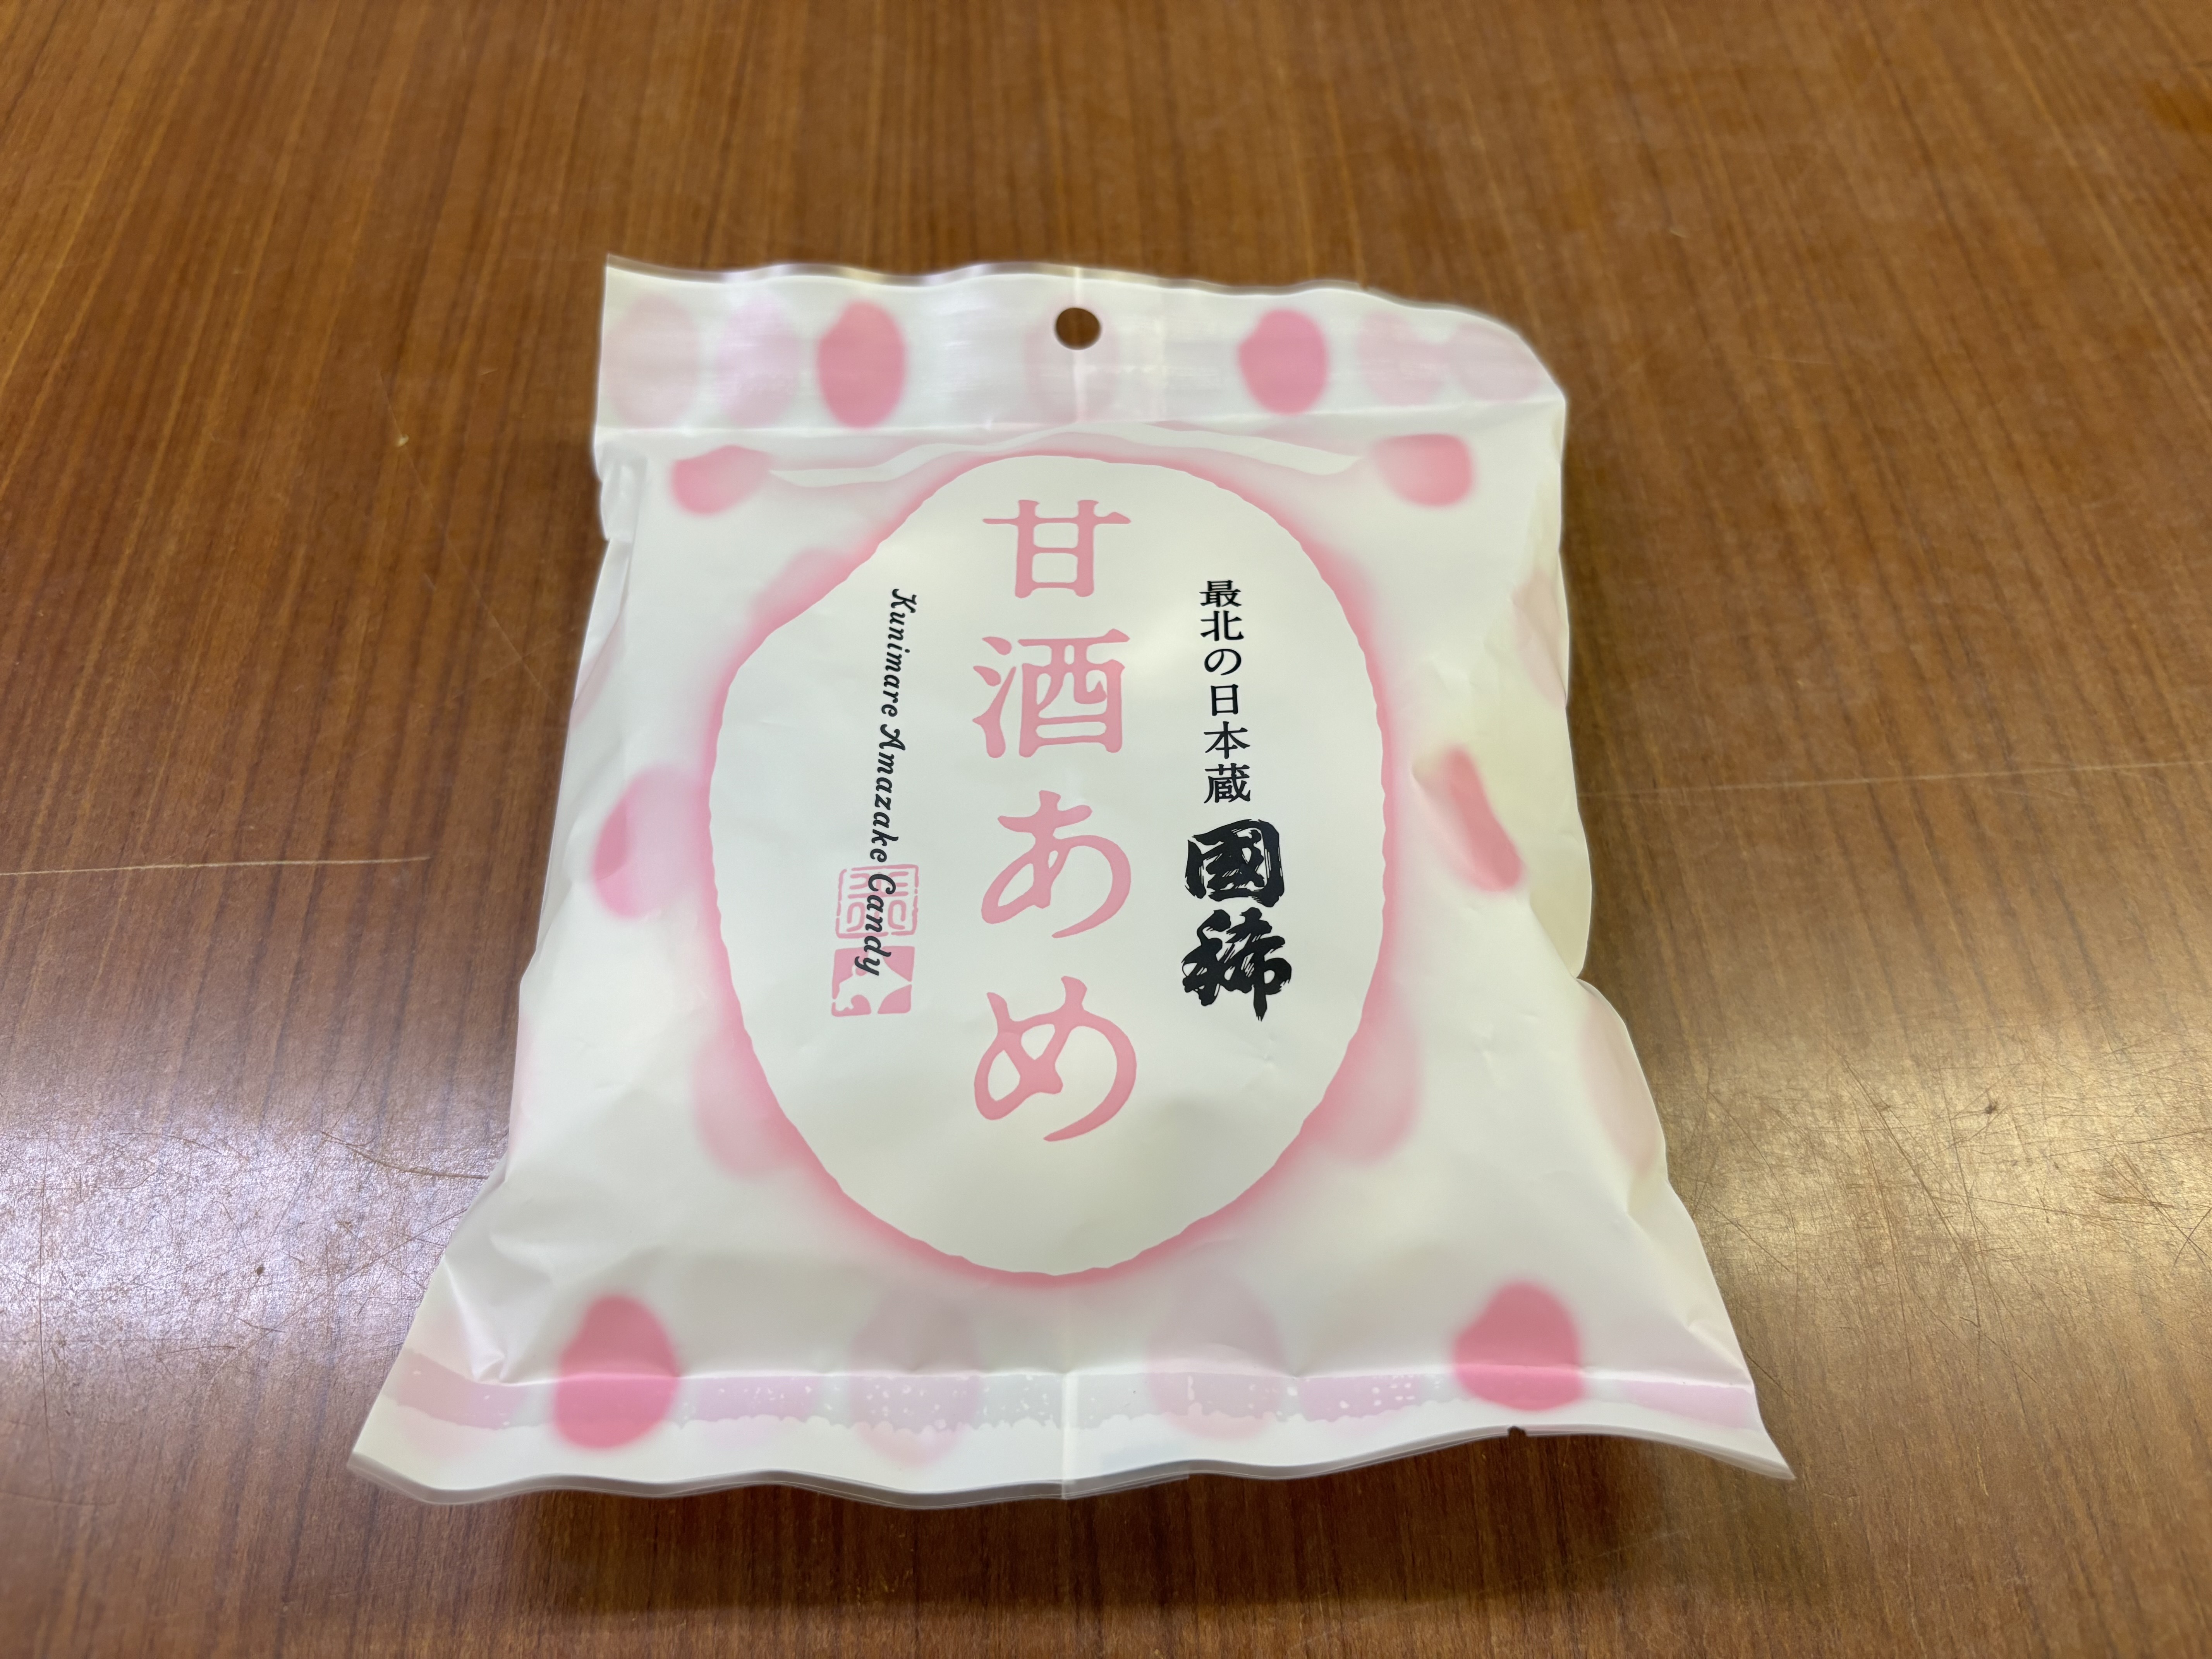 最北の日本蔵 國稀
甘酒あめ
Kunimare Amazake Candy